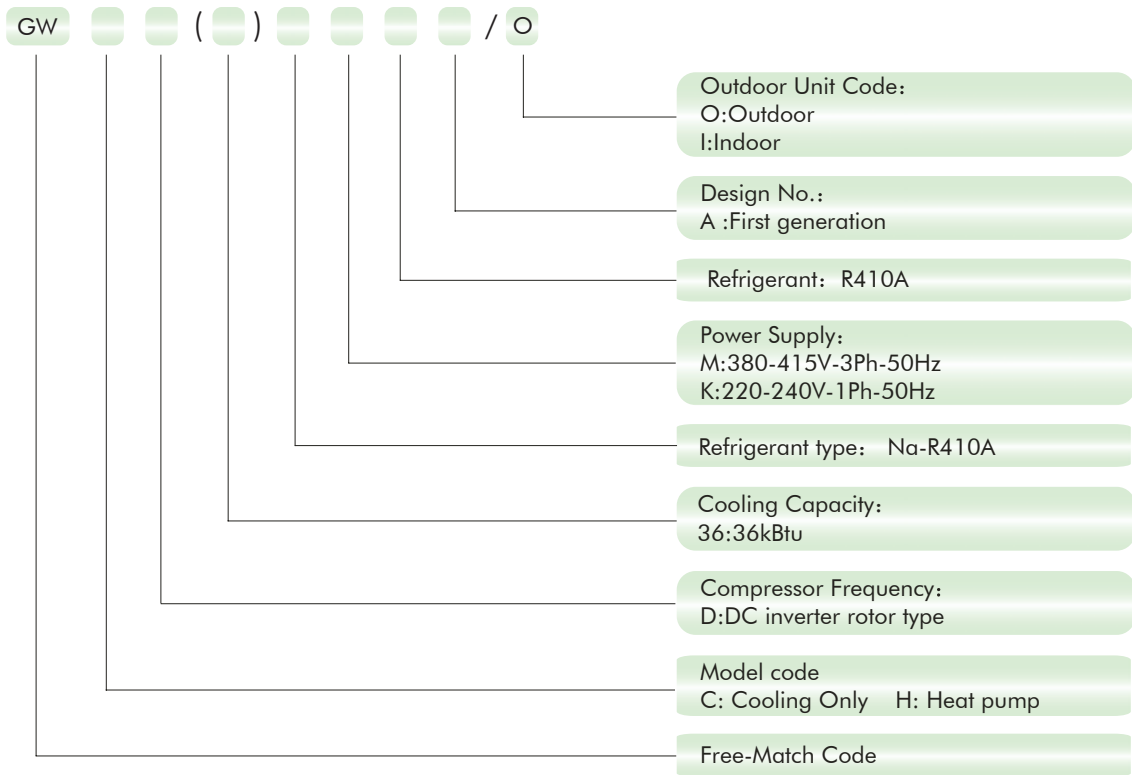 GW ( ) / O
Outdoor Unit Code:
O:Outdoor
I:Indoor
Design No.:
A :First generation
Refrigerant: R410A
Power Supply:
M:380-415V-3Ph-50Hz
K:220-240V-1Ph-50Hz
Refrigerant type: Na-R410A
Cooling Capacity:
36:36kBtu
Compressor Frequency:
D:DC inverter rotor type
Model code
C: Cooling Only H: Heat pump
Free-Match Code